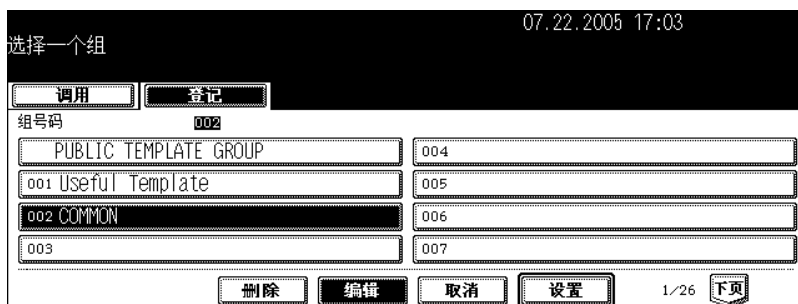 07.22.2005 17:03
选择一个组
调用 登记
组号码 002
PUBLIC TEMPLATE GROUP 004
001 Useful Template 005
002 COMMON 006
003 007
删除 编辑 取消 设置 1/26 下页